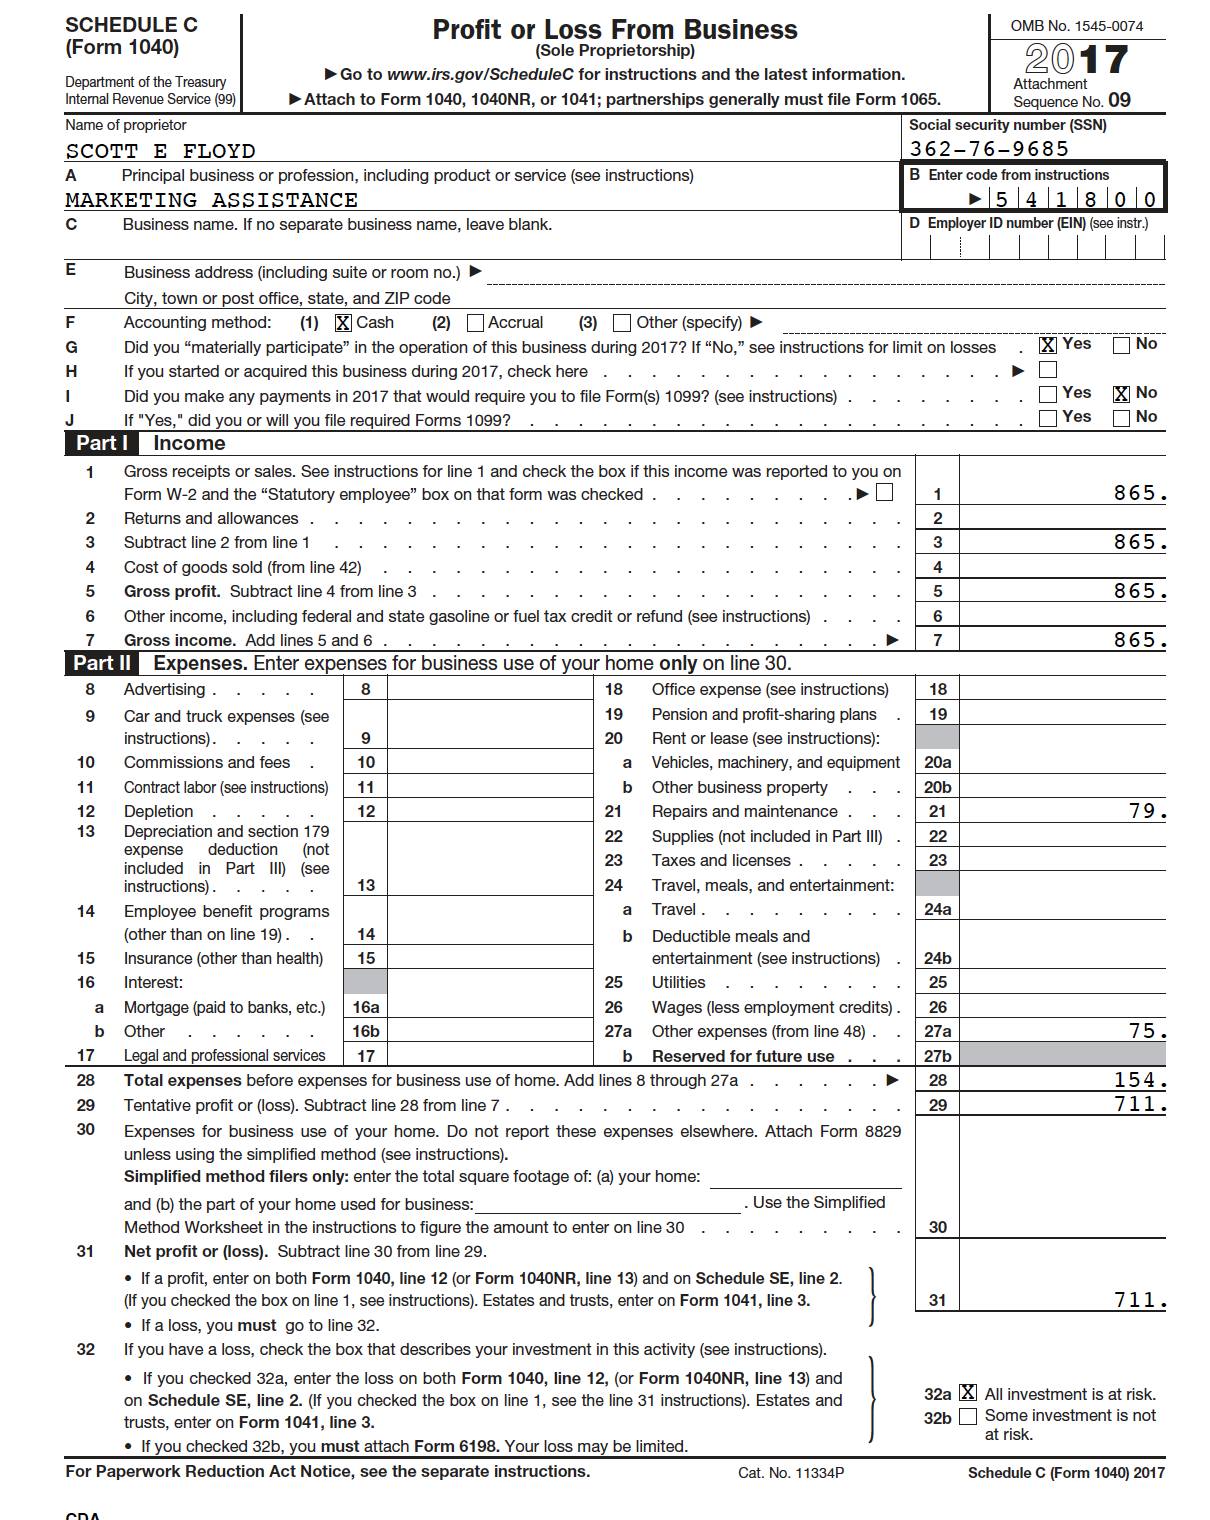 SCHEDULE C
(Form 1040)
Department of the Treasury
Internal Revenue Service (99)
Profit or Loss From Business
(Sole Proprietorship)
▶ Go to www.irs.gov/ScheduleC for instructions and the latest information.
▶ Attach to Form 1040, 1040NR, or 1041; partnerships generally must file Form 1065.
OMB No. 1545-0074
2017
Attachment
Sequence No. 09
Name of proprietor
SCOTT E FLOYD
Social security number (SSN)
362-76-9685
A Principal business or profession, including product or service (see instructions)
MARKETING ASSISTANCE
B Enter code from instructions
▶ 5 4 1 8 0 0
C Business name. If no separate business name, leave blank.
D Employer ID number (EIN) (see instr.)
E Business address (including suite or room no.) ▶
City, town or post office, state, and ZIP code
F Accounting method: (1) X Cash (2) Accrual (3) Other (specify) ▶
G Did you “materially participate” in the operation of this business during 2017? If “No,” see instructions for limit on losses . X Yes No
H If you started or acquired this business during 2017, check here . . . . . . . . . . . . . . . . . ▶
I Did you make any payments in 2017 that would require you to file Form(s) 1099? (see instructions) . . . . . . . . Yes X No
J If "Yes," did you or will you file required Forms 1099? . . . . . . . . . . . . . . . . . . . . . Yes No
Part I Income
1 Gross receipts or sales. See instructions for line 1 and check the box if this income was reported to you on
Form W-2 and the “Statutory employee” box on that form was checked . . . . . . . . . ▶ 1 865.
2 Returns and allowances . . . . . . . . . . . . . . . . . . . . . . . . . 2
3 Subtract line 2 from line 1 . . . . . . . . . . . . . . . . . . . . . . . . 3 865.
4 Cost of goods sold (from line 42) . . . . . . . . . . . . . . . . . . . . . . 4
5 Gross profit. Subtract line 4 from line 3 . . . . . . . . . . . . . . . . . . . . 5 865.
6 Other income, including federal and state gasoline or fuel tax credit or refund (see instructions) . . . . 6
7 Gross income. Add lines 5 and 6 . . . . . . . . . . . . . . . . . . . . . ▶ 7 865.
Part II Expenses. Enter expenses for business use of your home only on line 30.
8 Advertising . . . . . 8
9 Car and truck expenses (see
instructions) . . . . . 9
10 Commissions and fees . 10
11 Contract labor (see instructions) 11
12 Depletion . . . . . 12
13 Depreciation and section 179
expense deduction (not
included in Part III) (see
instructions) . . . . . 13
14 Employee benefit programs
(other than on line 19) . . 14
15 Insurance (other than health) 15
16 Interest:
a Mortgage (paid to banks, etc.) 16a
b Other . . . . . . 16b
17 Legal and professional services 17
18 Office expense (see instructions) 18
19 Pension and profit-sharing plans . 19
20 Rent or lease (see instructions):
a Vehicles, machinery, and equipment 20a
b Other business property . . . 20b
21 Repairs and maintenance . . . 21 79.
22 Supplies (not included in Part III) . 22
23 Taxes and licenses . . . . . 23
24 Travel, meals, and entertainment:
a Travel . . . . . . . . . 24a
b Deductible meals and
entertainment (see instructions) . 24b
25 Utilities . . . . . . . . 25
26 Wages (less employment credits) . 26
27a Other expenses (from line 48) . . 27a 75.
b Reserved for future use . . . 27b
28 Total expenses before expenses for business use of home. Add lines 8 through 27a . . . . . . ▶ 28 154.
29 Tentative profit or (loss). Subtract line 28 from line 7 . . . . . . . . . . . . . . . . . 29 711.
30 Expenses for business use of your home. Do not report these expenses elsewhere. Attach Form 8829
unless using the simplified method (see instructions).
Simplified method filers only: enter the total square footage of: (a) your home:
and (b) the part of your home used for business: . Use the Simplified
Method Worksheet in the instructions to figure the amount to enter on line 30 . . . . . . . . . 30
31 Net profit or (loss). Subtract line 30 from line 29.
• If a profit, enter on both Form 1040, line 12 (or Form 1040NR, line 13) and on Schedule SE, line 2.
(If you checked the box on line 1, see instructions). Estates and trusts, enter on Form 1041, line 3. 31 711.
• If a loss, you must go to line 32.
32 If you have a loss, check the box that describes your investment in this activity (see instructions).
• If you checked 32a, enter the loss on both Form 1040, line 12, (or Form 1040NR, line 13) and
on Schedule SE, line 2. (If you checked the box on line 1, see the line 31 instructions). Estates and
trusts, enter on Form 1041, line 3.
• If you checked 32b, you must attach Form 6198. Your loss may be limited.
32a X All investment is at risk.
32b Some investment is not
at risk.
For Paperwork Reduction Act Notice, see the separate instructions. Cat. No. 11334P Schedule C (Form 1040) 2017
CDA